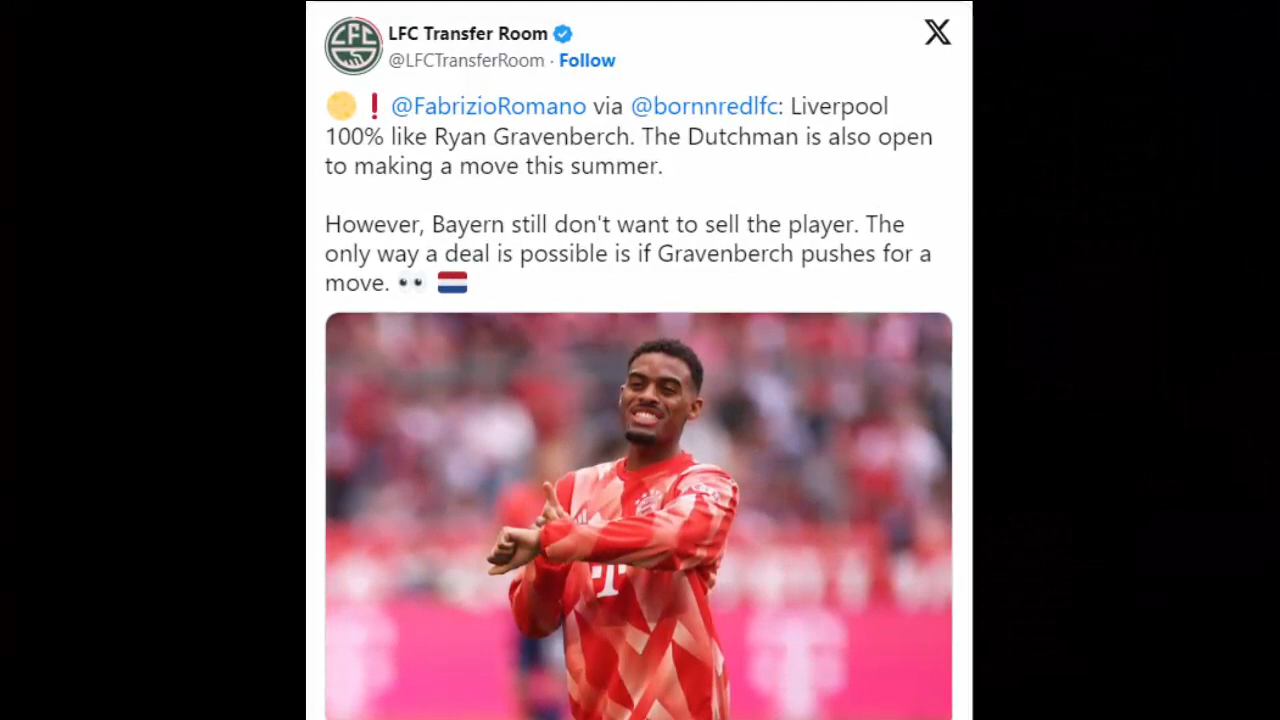 LFC Transfer Room
@LFCTransferRoom · Follow
@FabrizioRomano via @bornnredlfc: Liverpool
100% like Ryan Gravenberch. The Dutchman is also open
to making a move this summer.
However, Bayern still don't want to sell the player. The
only way a deal is possible is if Gravenberch pushes for a
move.
LFC
T